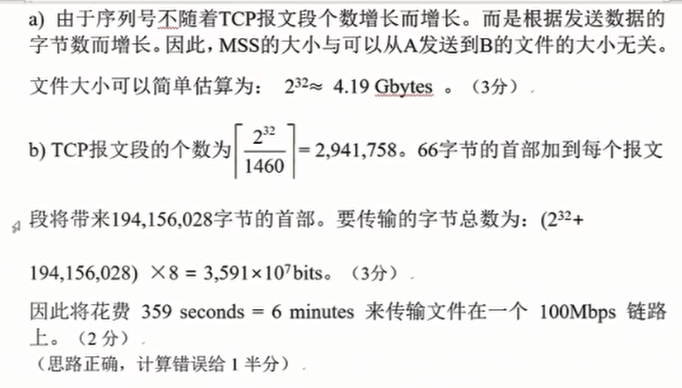 a) 由于序列号不随着TCP报文段个数增长而增长。而是根据发送数据的
字节数而增长。因此，MSS的大小与可以从A发送到B的文件的大小无关。
文件大小可以简单估算为： 2³²≈ 4.19 Gbytes 。（3分）.
b) TCP报文段的个数为⌈2³²/1460⌉= 2,941,758。66字节的首部加到每个报文
段将带来194,156,028字节的首部。要传输的字节总数为：(2³²+
194,156,028) ×8 = 3,591×10⁷bits。（3分）.
因此将花费 359 seconds = 6 minutes 来传输文件在一个 100Mbps 链路
上。（2 分）.
（思路正确，计算错误给 1 半分）.